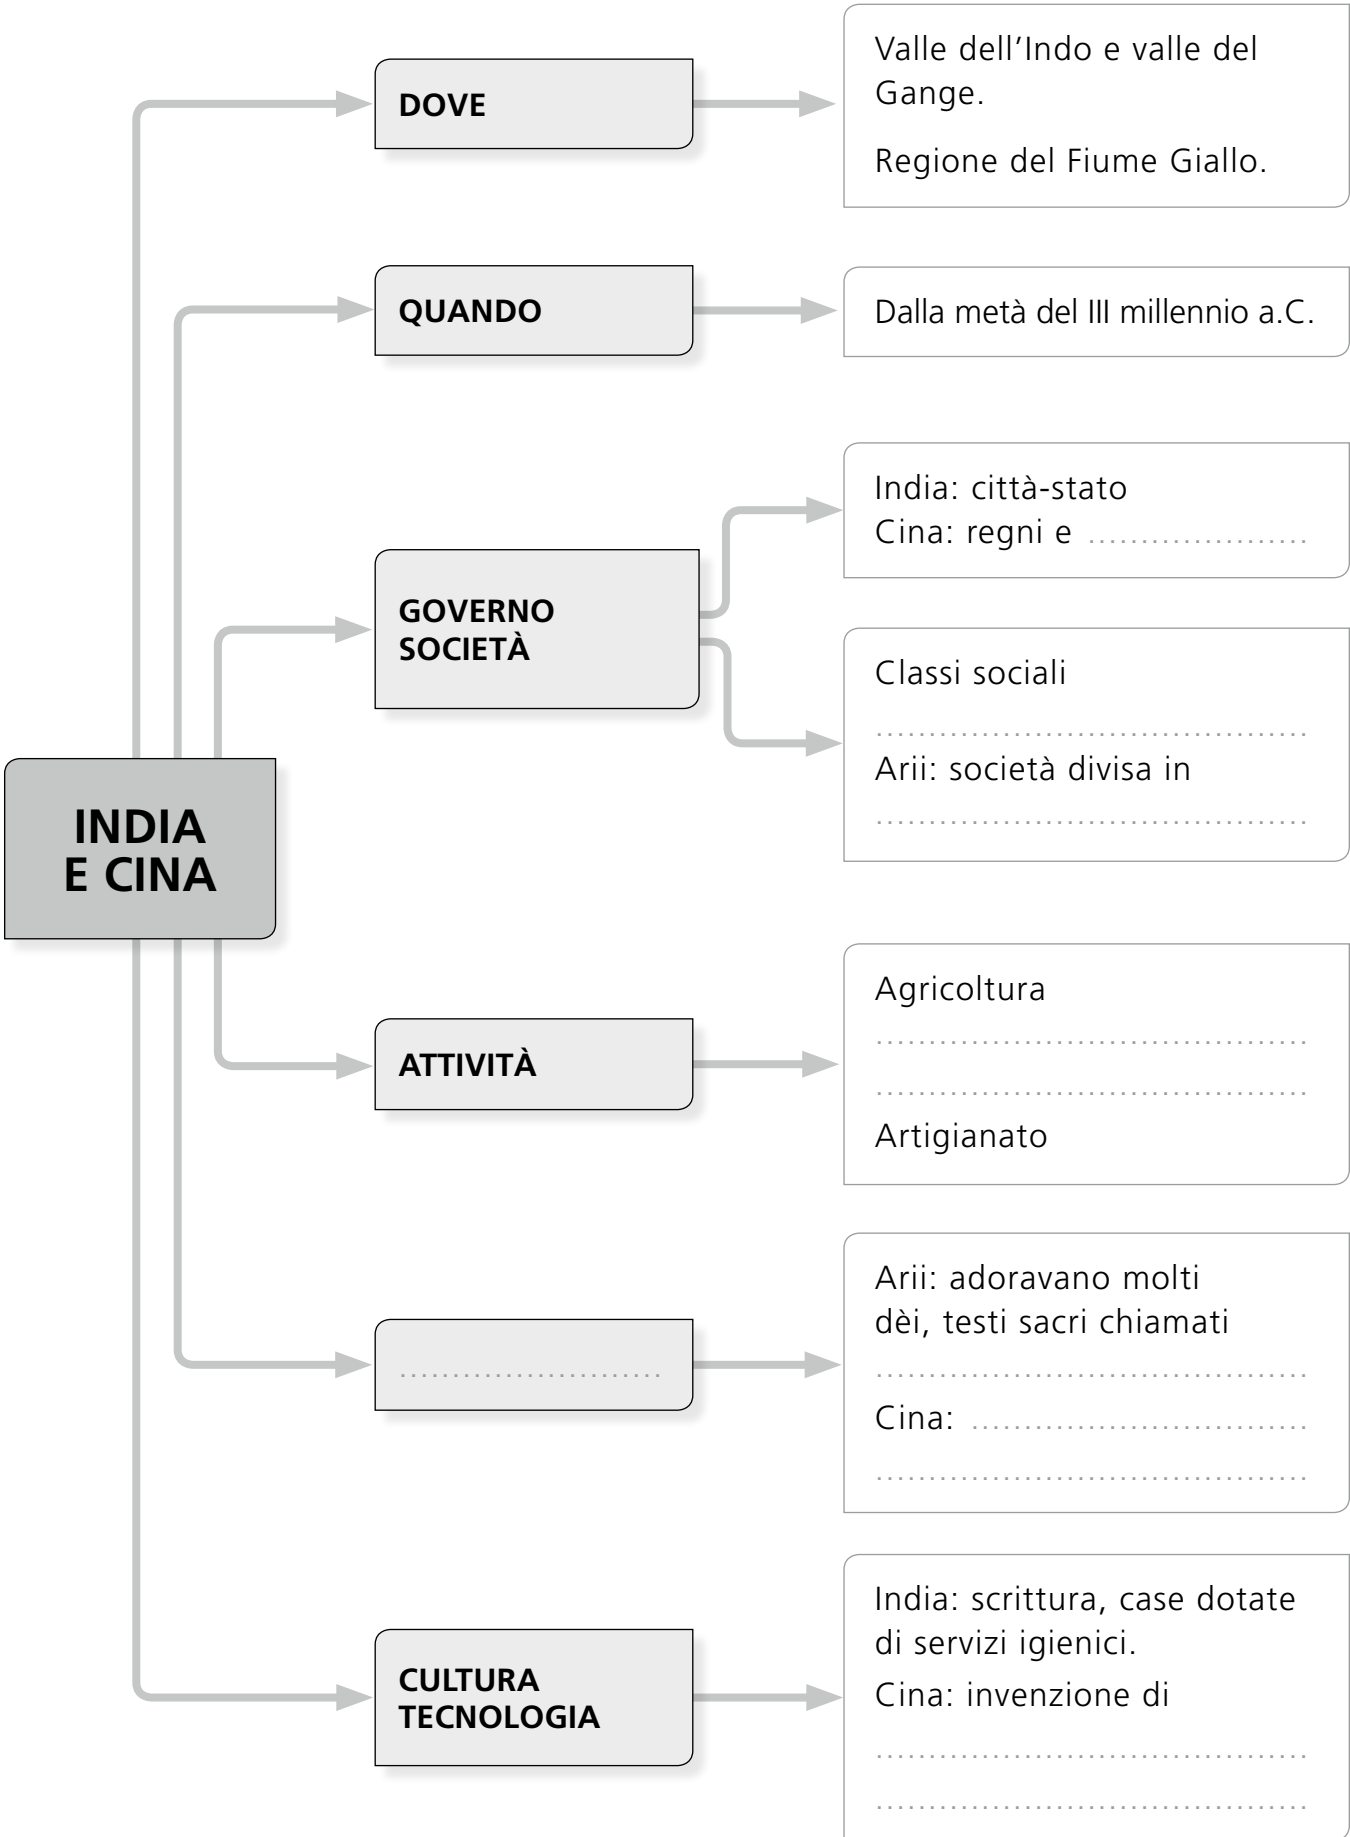 DOVE
Valle dell’Indo e valle del
Gange.
Regione del Fiume Giallo.
QUANDO
Dalla metà del III millennio a.C.
GOVERNO
SOCIETÀ
India: città-stato
Cina: regni e .....................
Classi sociali
.........................................
Arii: società divisa in
.........................................
INDIA
E CINA
ATTIVITÀ
Agricoltura
.........................................
.........................................
Artigianato
.........................
Arii: adoravano molti
dèi, testi sacri chiamati
.........................................
Cina: ................................
.........................................
CULTURA
TECNOLOGIA
India: scrittura, case dotate
di servizi igienici.
Cina: invenzione di
.........................................
.........................................